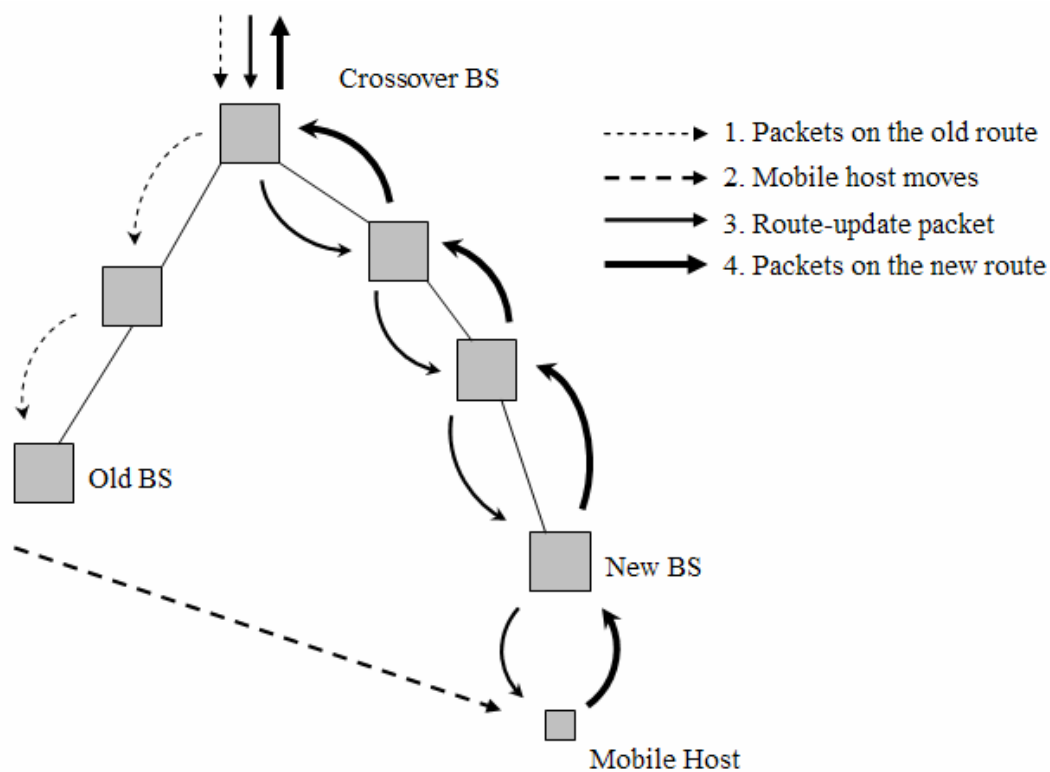 Crossover BS
1. Packets on the old route
2. Mobile host moves
3. Route-update packet
4. Packets on the new route
Old BS
New BS
Mobile Host